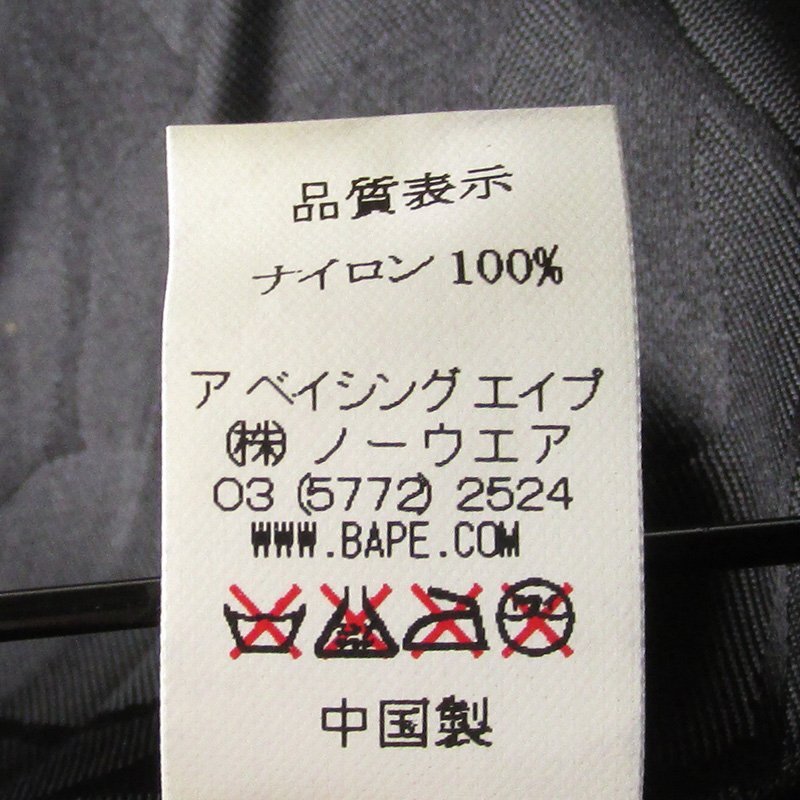 品質表示
ナイロン 100%
ア ベイシング エイプ
(株) ノーウエア
03 (5772) 2524
WWW.BAPE.COM
中国製